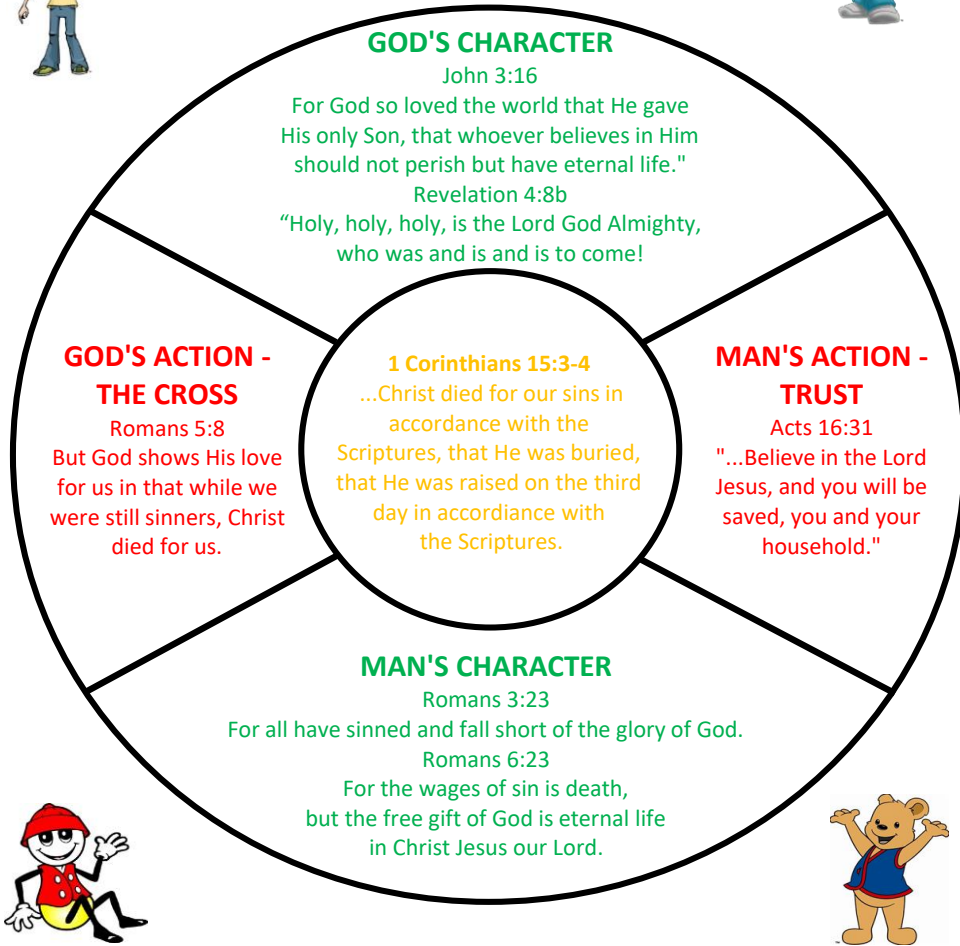 GOD'S CHARACTER
John 3:16
For God so loved the world that He gave
His only Son, that whoever believes in Him
should not perish but have eternal life."
Revelation 4:8b
“Holy, holy, holy, is the Lord God Almighty,
who was and is and is to come!
GOD'S ACTION -
THE CROSS
Romans 5:8
But God shows His love
for us in that while we
were still sinners, Christ
died for us.
1 Corinthians 15:3-4
...Christ died for our sins in
accordance with the
Scriptures, that He was buried,
that He was raised on the third
day in accordiance with
the Scriptures.
MAN'S ACTION -
TRUST
Acts 16:31
"...Believe in the Lord
Jesus, and you will be
saved, you and your
household."
MAN'S CHARACTER
Romans 3:23
For all have sinned and fall short of the glory of God.
Romans 6:23
For the wages of sin is death,
but the free gift of God is eternal life
in Christ Jesus our Lord.